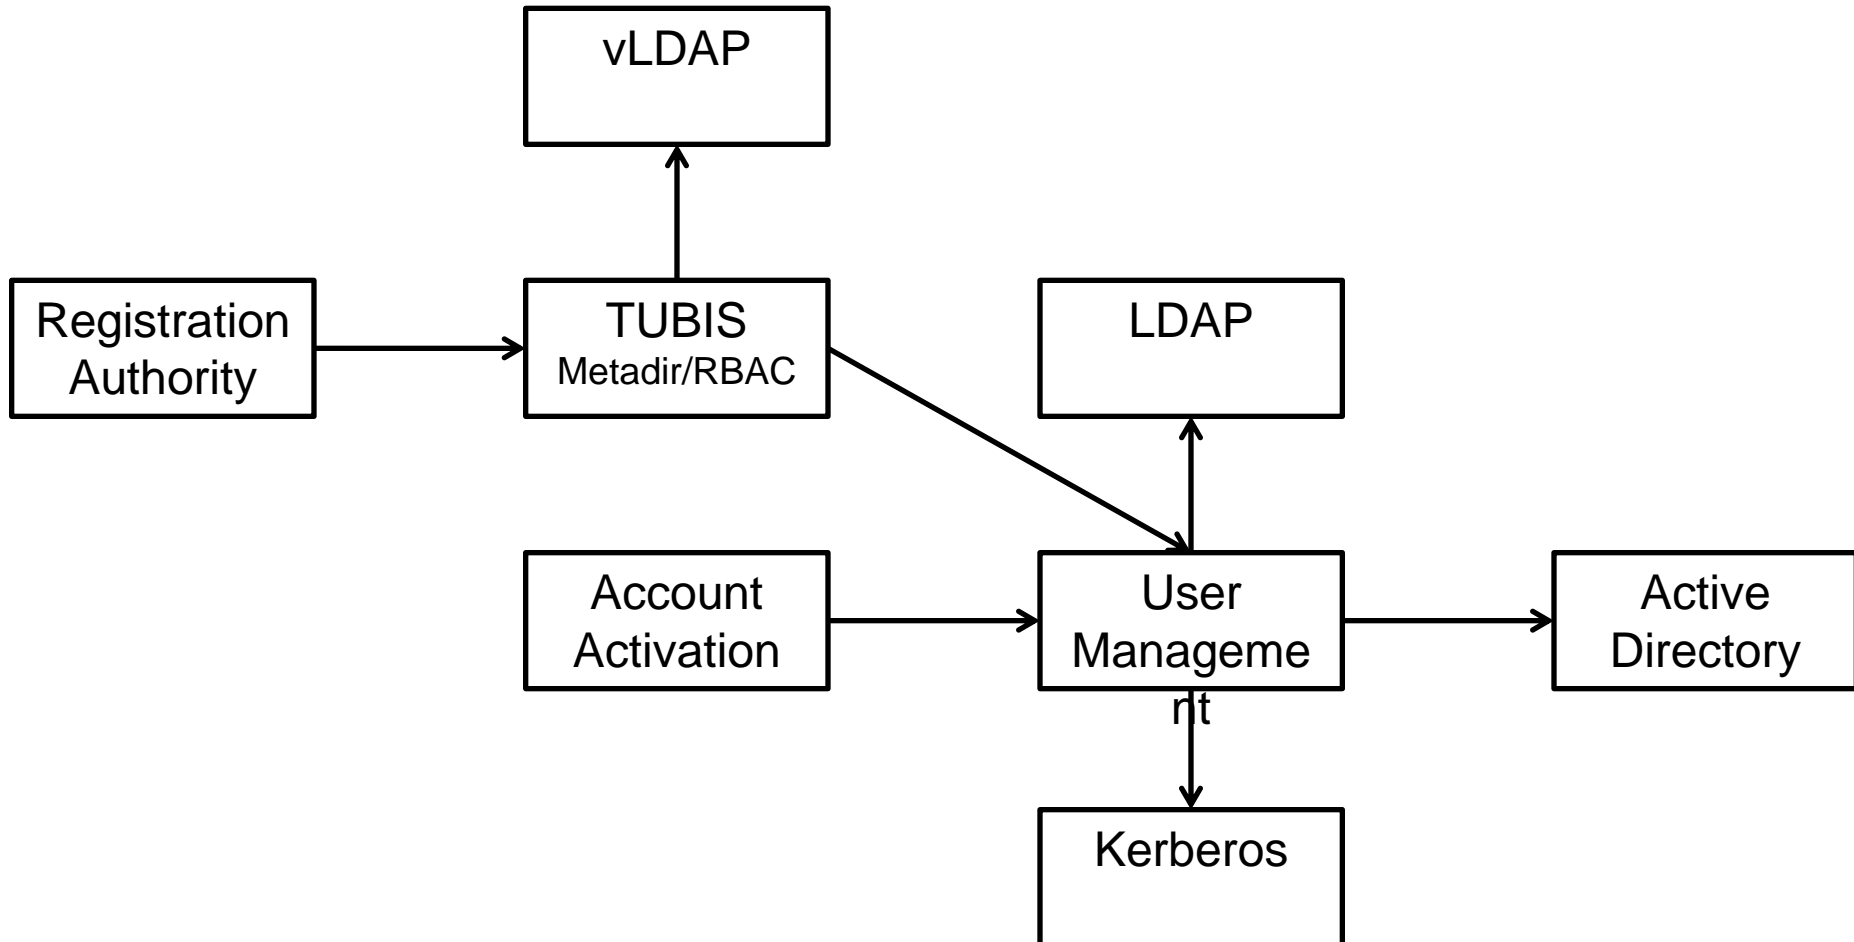 vLDAP
Registration
Authority
TUBIS
Metadir/RBAC
LDAP
Account
Activation
User
Manageme
nt
Active
Directory
Kerberos